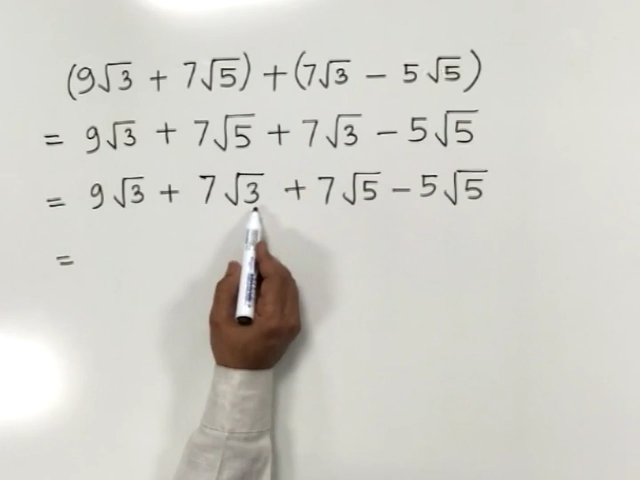 (9√3 + 7√5) + (7√3 − 5√5)
= 9√3 + 7√5 + 7√3 − 5√5
= 9√3 + 7√3 + 7√5 − 5√5
=